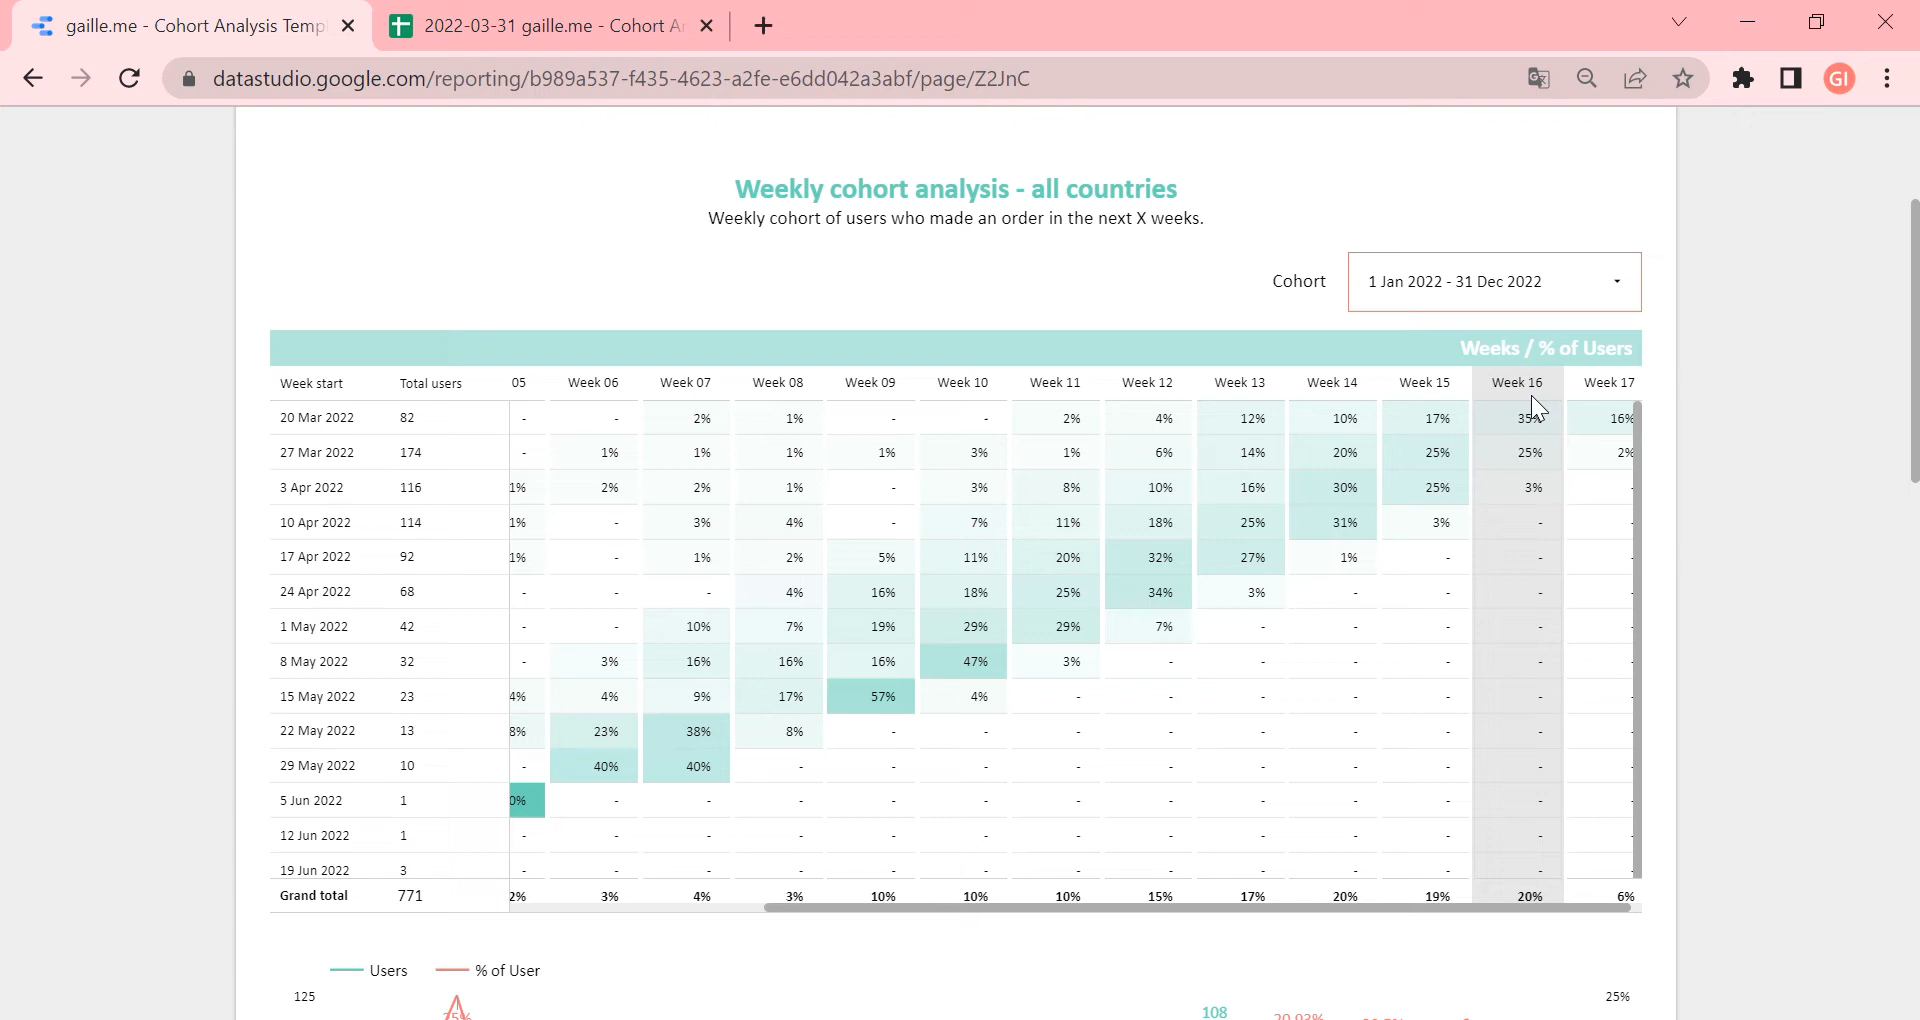 gaille.me - Cohort Analysis Temp
2022-03-31 gaille.me - Cohort A
datastudio.google.com/reporting/b989a537-f435-4623-a2fe-e6dd042a3abf/page/Z2JnC
GI
Weekly cohort analysis - all countries
Weekly cohort of users who made an order in the next X weeks.
Cohort 1 Jan 2022 - 31 Dec 2022
Weeks / % of Users
Week start Total users 05 Week 06 Week 07 Week 08 Week 09 Week 10 Week 11 Week 12 Week 13 Week 14 Week 15 Week 16 Week 17
20 Mar 2022 82 - - 2% 1% - - 2% 4% 12% 10% 17% 35% 16%
27 Mar 2022 174 - 1% 1% 1% 1% 3% 1% 6% 14% 20% 25% 25% 2%
3 Apr 2022 116 1% 2% 2% 1% - 3% 8% 10% 16% 30% 25% 3% -
10 Apr 2022 114 1% - 3% 4% - 7% 11% 18% 25% 31% 3% - -
17 Apr 2022 92 1% - 1% 2% 5% 11% 20% 32% 27% 1% - - -
24 Apr 2022 68 - - - 4% 16% 18% 25% 34% 3% - - - -
1 May 2022 42 - - 10% 7% 19% 29% 29% 7% - - - - -
8 May 2022 32 - 3% 16% 16% 16% 47% 3% - - - - - -
15 May 2022 23 4% 4% 9% 17% 57% 4% - - - - - - -
22 May 2022 13 8% 23% 38% 8% - - - - - - - - -
29 May 2022 10 - 40% 40% - - - - - - - - - -
5 Jun 2022 1 0% - - - - - - - - - - - -
12 Jun 2022 1 - - - - - - - - - - - - -
19 Jun 2022 3 - - - - - - - - - - - - -
Grand total 771 2% 3% 4% 3% 10% 10% 10% 15% 17% 20% 19% 20% 6%
Users % of User
125 25%
108 20.93%